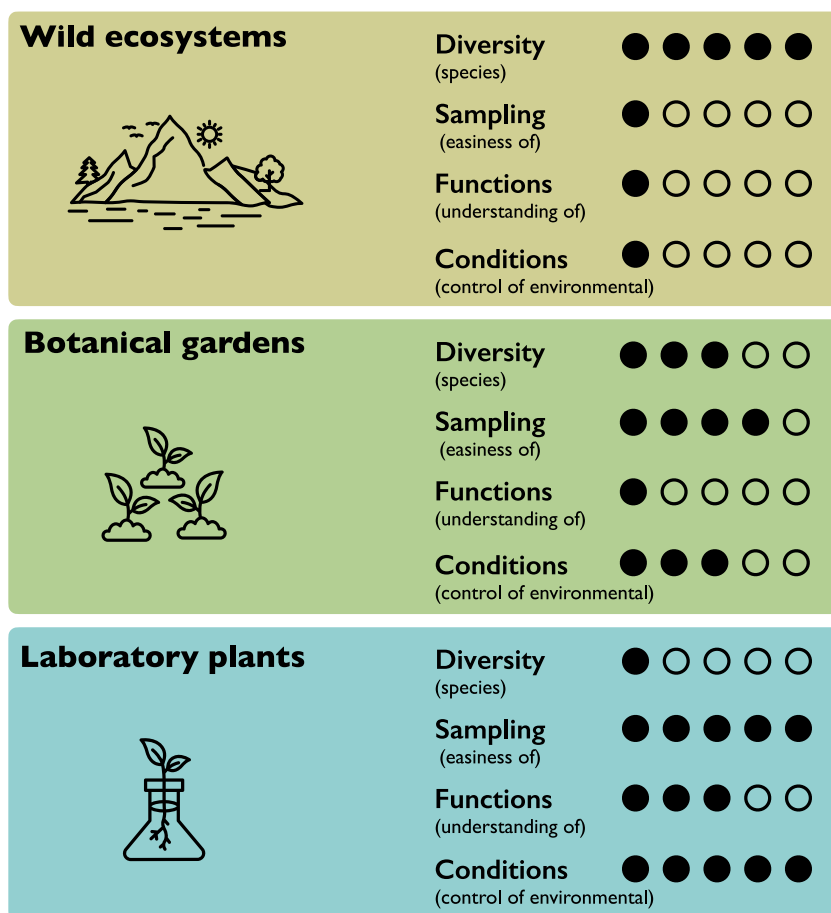 Wild ecosystems
Diversity
(species)
Sampling
(easiness of)
Functions
(understanding of)
Conditions
(control of environmental)
Botanical gardens
Diversity
(species)
Sampling
(easiness of)
Functions
(understanding of)
Conditions
(control of environmental)
Laboratory plants
Diversity
(species)
Sampling
(easiness of)
Functions
(understanding of)
Conditions
(control of environmental)